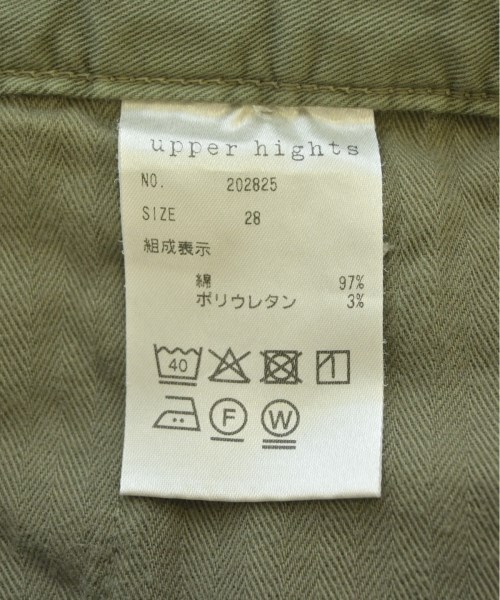 upper hights
NO. 202825
SIZE 28
組成表示
綿 97%
ポリウレタン 3%
40
F W